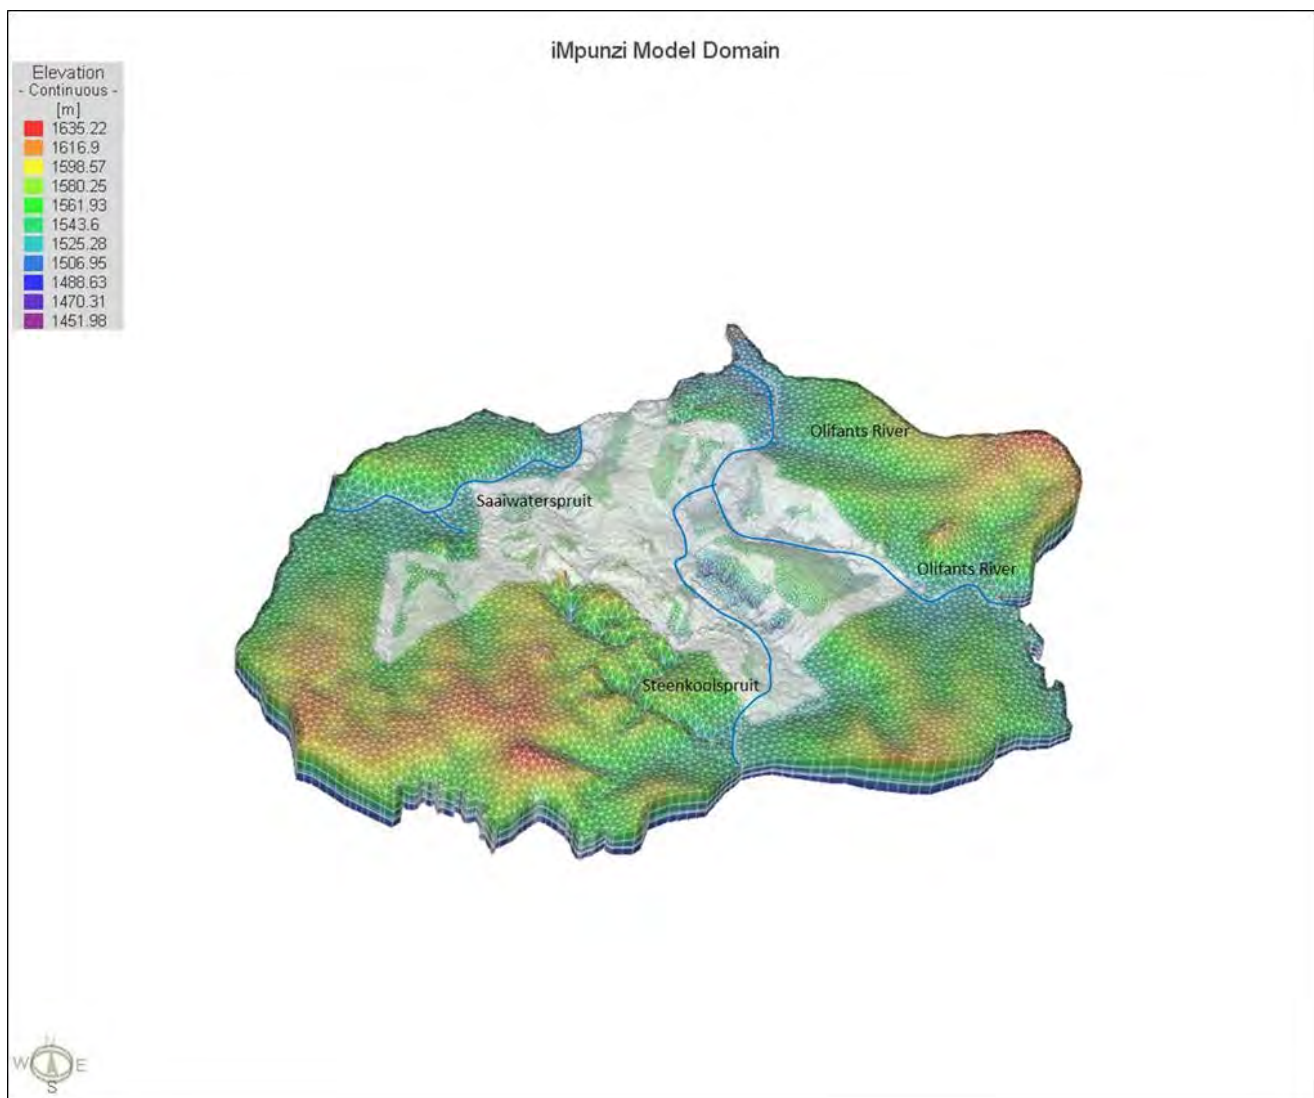 iMpunzi Model Domain
Elevation
- Continuous -
[m]
1635.22
1616.9
1598.57
1580.25
1561.93
1543.6
1525.28
1506.95
1488.63
1470.31
1451.98
Olifants River
Saaiwaterspruit
Olifants River
Steenkoolspruit
N
W E
S